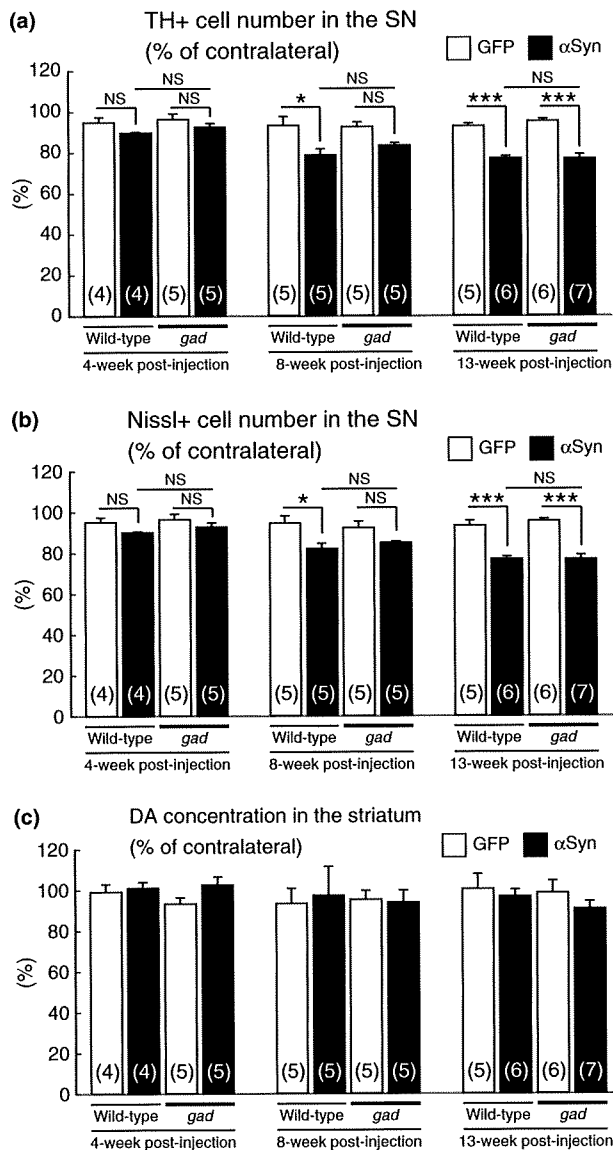 (a) TH+ cell number in the SN
(% of contralateral)
GFP αSyn
NS
NS NS
NS
* NS
NS
*** ***
120
100
80
60
40
20
0
(%)
(4) (4) (5) (5) (5) (5) (5) (5) (5) (6) (6) (7)
Wild-type gad Wild-type gad Wild-type gad
4-week post-injection 8-week post-injection 13-week post-injection
(b) Nissl+ cell number in the SN
(% of contralateral)
GFP αSyn
NS
NS NS
NS
* NS
NS
*** ***
120
100
80
60
40
20
0
(%)
(4) (4) (5) (5) (5) (5) (5) (5) (5) (6) (6) (7)
Wild-type gad Wild-type gad Wild-type gad
4-week post-injection 8-week post-injection 13-week post-injection
(c) DA concentration in the striatum
(% of contralateral)
GFP αSyn
120
100
80
60
40
20
0
(%)
(4) (4) (5) (5) (5) (5) (5) (5) (5) (6) (6) (7)
Wild-type gad Wild-type gad Wild-type gad
4-week post-injection 8-week post-injection 13-week post-injection